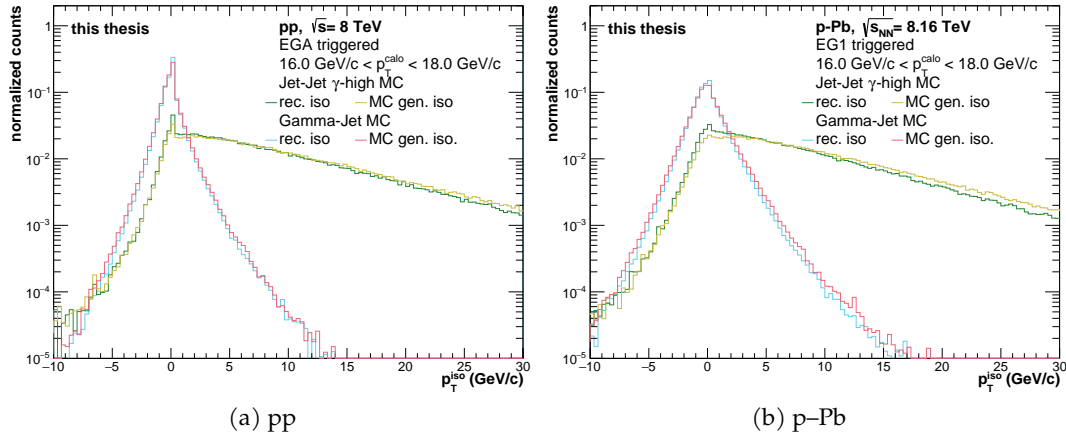 normalized counts
1
10⁻¹
10⁻²
10⁻³
10⁻⁴
10⁻⁵
this thesis
pp, √s= 8 TeV
EGA triggered
16.0 GeV/c < p_T^calo < 18.0 GeV/c
Jet-Jet γ-high MC
rec. iso MC gen. iso
Gamma-Jet MC
rec. iso MC gen. iso.
−10 −5 0 5 10 15 20 25 30
p_T^iso (GeV/c)
(a) pp
normalized counts
1
10⁻¹
10⁻²
10⁻³
10⁻⁴
10⁻⁵
this thesis
p-Pb, √s_NN = 8.16 TeV
EG1 triggered
16.0 GeV/c < p_T^calo < 18.0 GeV/c
Jet-Jet γ-high MC
rec. iso MC gen. iso
Gamma-Jet MC
rec. iso MC gen. iso.
−10 −5 0 5 10 15 20 25 30
p_T^iso (GeV/c)
(b) p–Pb